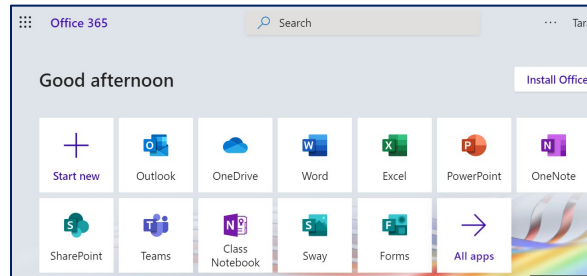 Office 365
Search
... Tar
Good afternoon
Install Office
Start new
Outlook
OneDrive
Word
Excel
PowerPoint
OneNote
SharePoint
Teams
Class
Notebook
Sway
Forms
All apps